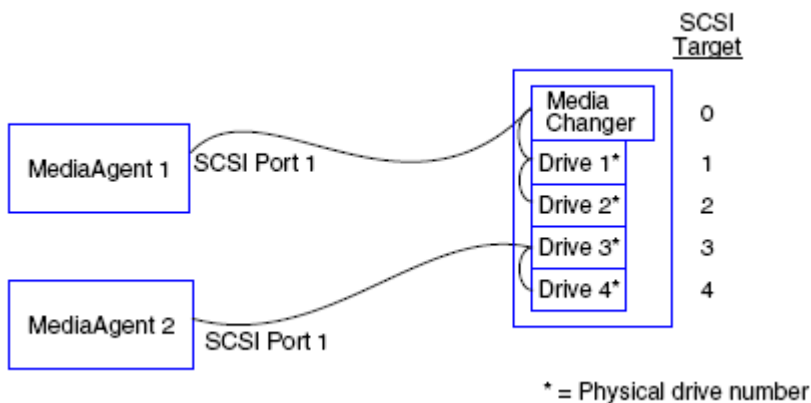 SCSI
Target
Media
Changer
0
MediaAgent 1
SCSI Port 1
Drive 1*
1
Drive 2*
2
Drive 3*
3
Drive 4*
4
MediaAgent 2
SCSI Port 1
* = Physical drive number